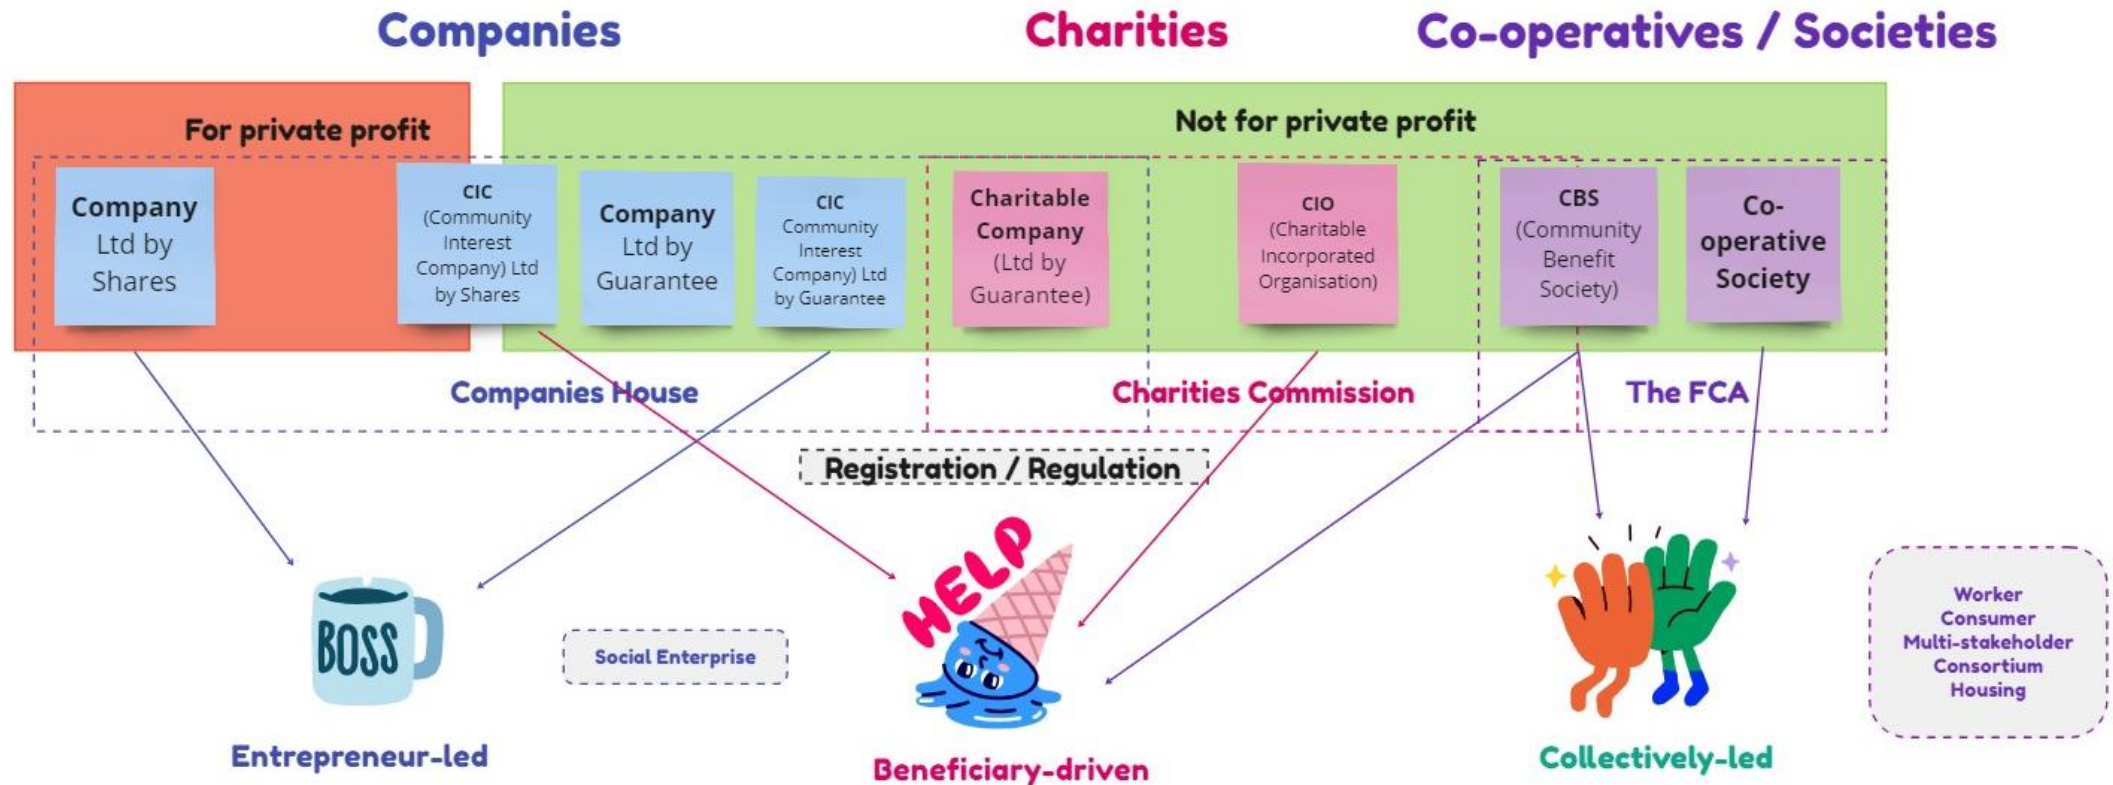 Companies
Charities
Co-operatives / Societies
For private profit
Not for private profit
Company
Ltd by
Shares
CIC
(Community
Interest
Company) Ltd
by Shares
Company
Ltd by
Guarantee
CIC
Community
Interest
Company) Ltd
by Guarantee
Charitable
Company
(Ltd by
Guarantee)
CIO
(Charitable
Incorporated
Organisation)
CBS
(Community
Benefit
Society)
Co-
operative
Society
Companies House
Charities Commission
The FCA
Registration / Regulation
BOSS
Entrepreneur-led
Social Enterprise
HELP
Beneficiary-driven
Collectively-led
Worker
Consumer
Multi-stakeholder
Consortium
Housing